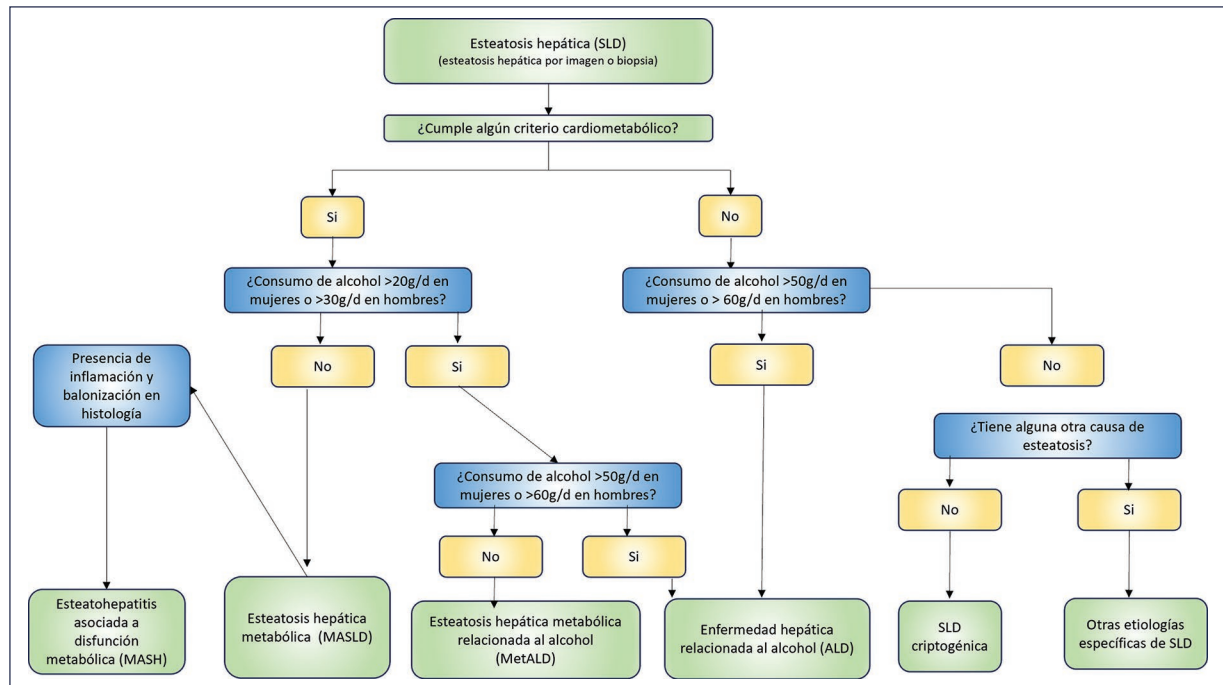 Esteatosis hepática (SLD)
(esteatosis hepática por imagen o biopsia)
¿Cumple algún criterio cardiometabólico?
Si
No
¿Consumo de alcohol >20g/d en
mujeres o >30g/d en hombres?
¿Consumo de alcohol >50g/d en
mujeres o > 60g/d en hombres?
Presencia de
inflamación y
balonización en
histología
No
Si
Si
No
¿Tiene alguna otra causa de
esteatosis?
¿Consumo de alcohol >50g/d en
mujeres o >60g/d en hombres?
No
Si
No
Si
Esteatohepatitis
asociada a
disfunción
metabólica (MASH)
Esteatosis hepática
metabólica (MASLD)
Esteatosis hepática metabólica
relacionada al alcohol
(MetALD)
Enfermedad hepática
relacionada al alcohol (ALD)
SLD
criptogénica
Otras etiologías
específicas de SLD